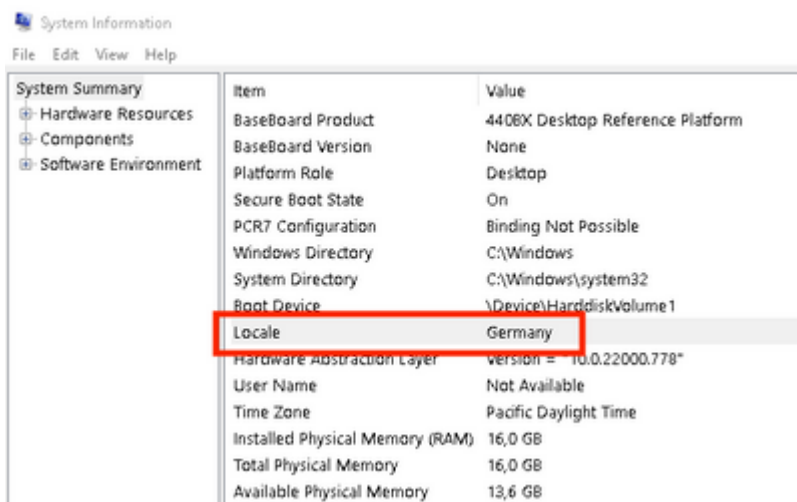 System Information
File Edit View Help
System Summary
Hardware Resources
Components
Software Environment
Item Value
BaseBoard Product 440BX Desktop Reference Platform
BaseBoard Version None
Platform Role Desktop
Secure Boot State On
PCR7 Configuration Binding Not Possible
Windows Directory C:\Windows
System Directory C:\Windows\system32
Boot Device \Device\HarddiskVolume1
Locale Germany
Hardware Abstraction Layer Version = "10.0.22000.778"
User Name Not Available
Time Zone Pacific Daylight Time
Installed Physical Memory (RAM) 16,0 GB
Total Physical Memory 16,0 GB
Available Physical Memory 13,6 GB